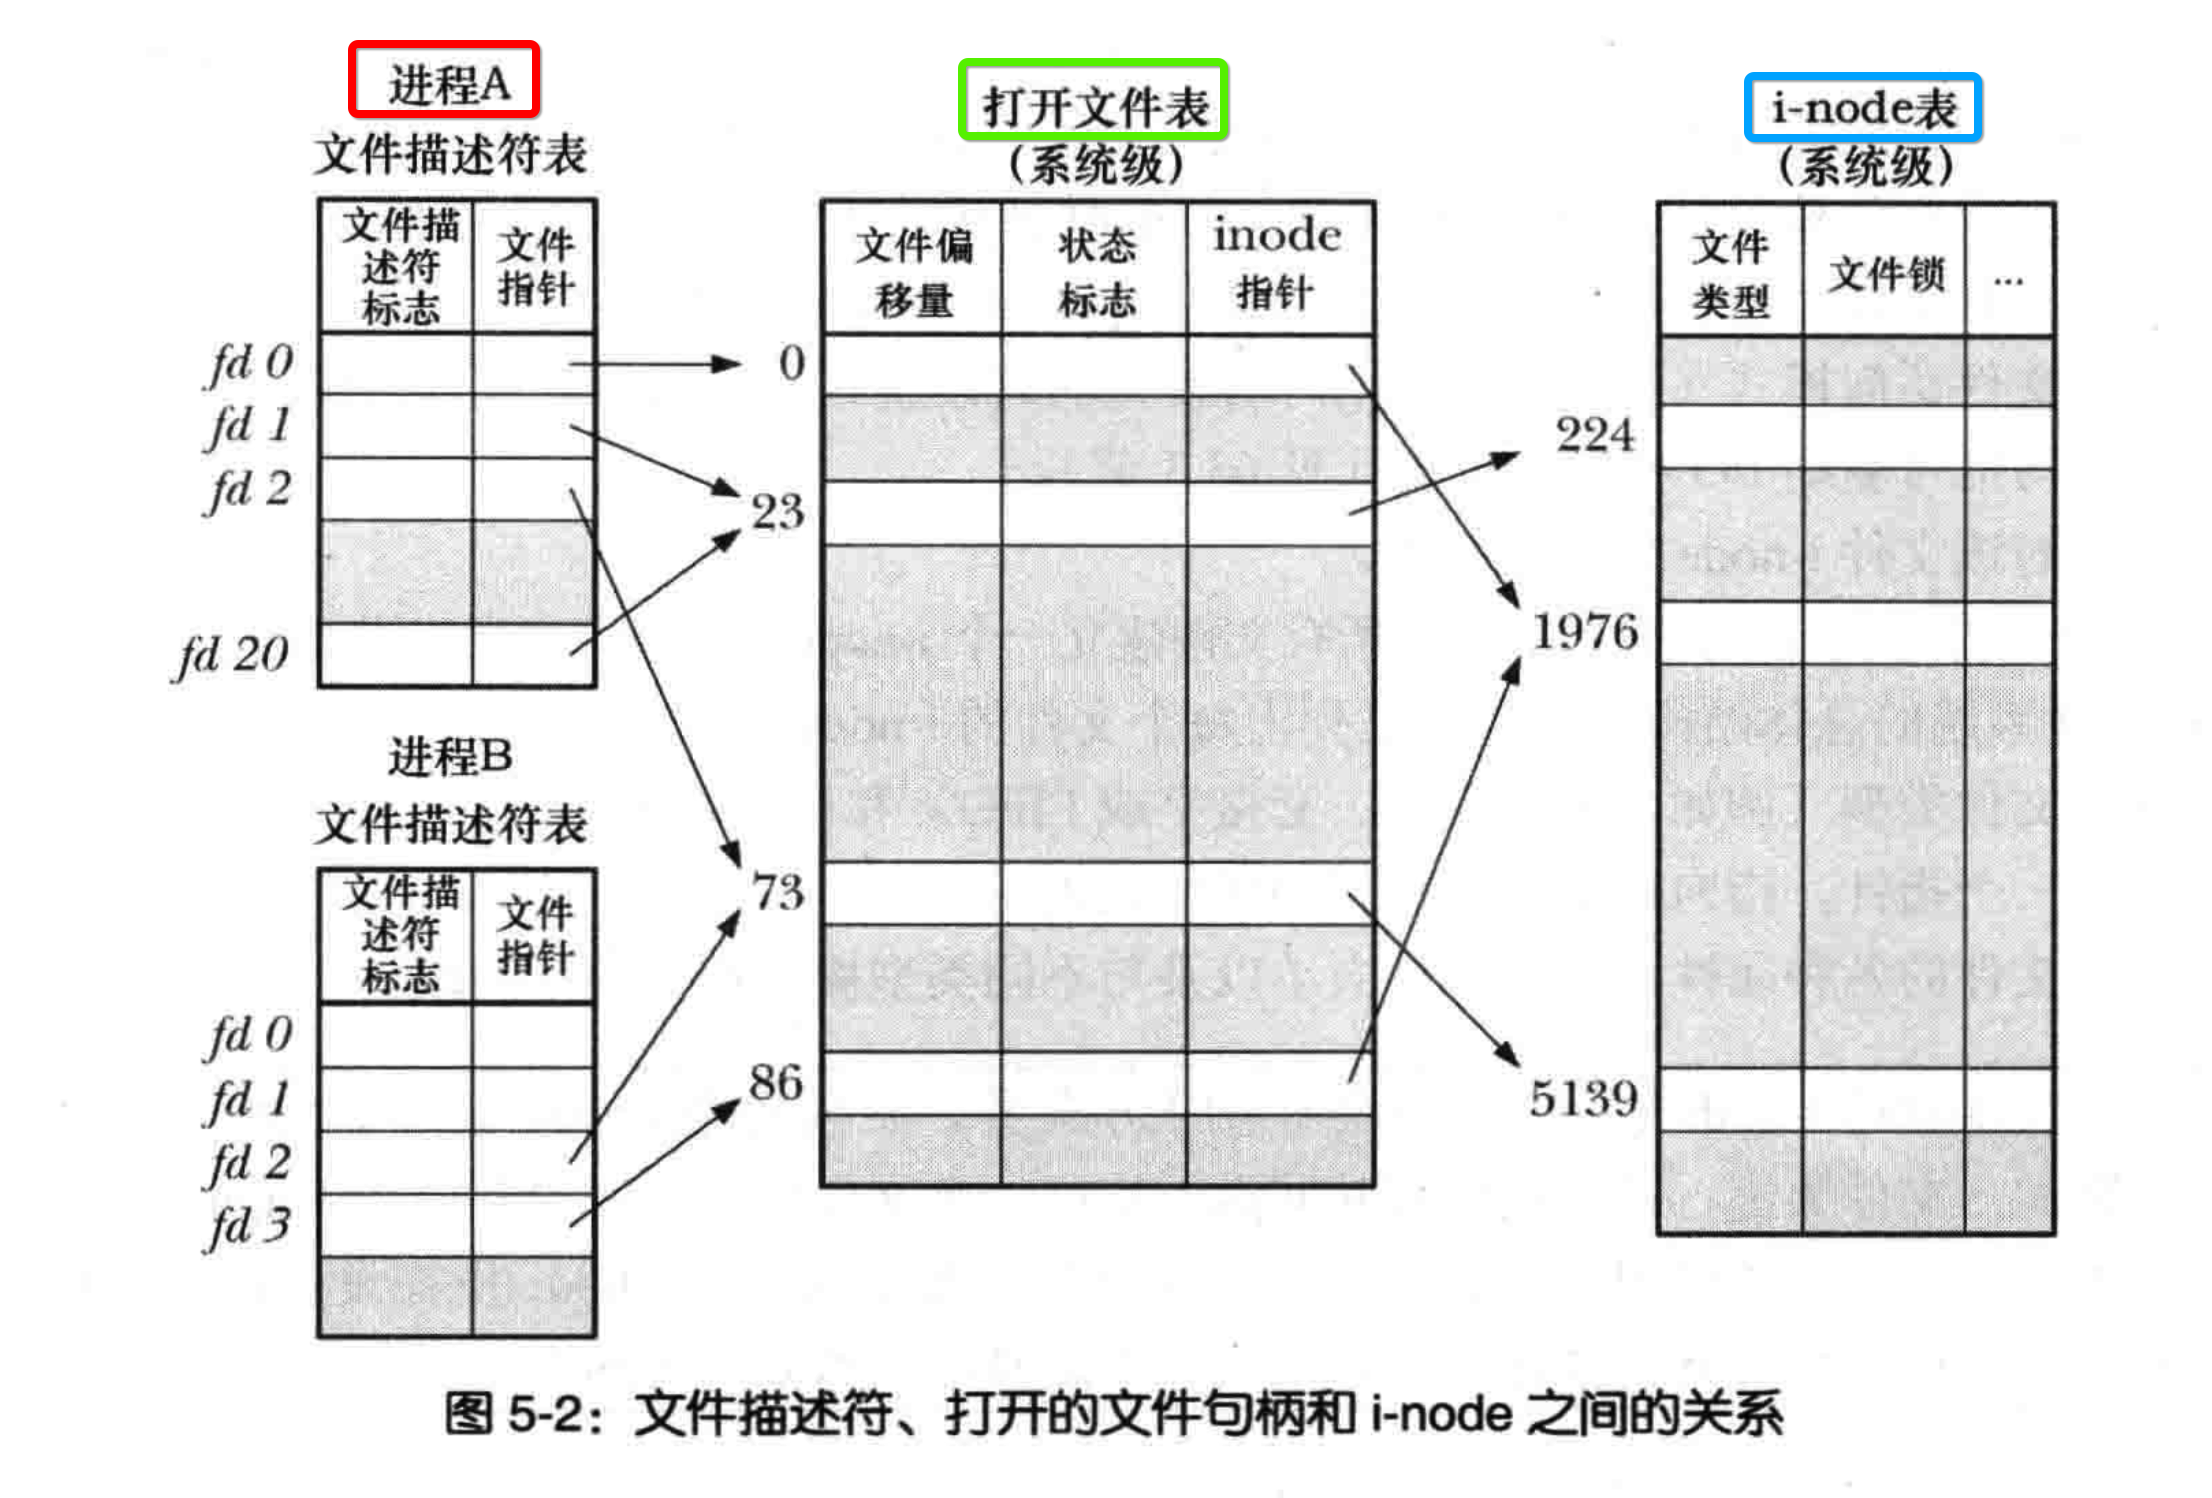 进程A
文件描述符表
文件描
述符
标志
文件
指针
fd 0
fd 1
fd 2
fd 20
进程B
文件描述符表
文件描
述符
标志
文件
指针
fd 0
fd 1
fd 2
fd 3
打开文件表
(系统级)
文件偏
移量
状态
标志
inode
指针
0
23
73
86
i-node表
(系统级)
文件
类型
文件锁
...
224
1976
5139
图 5-2：文件描述符、打开的文件句柄和 i-node 之间的关系